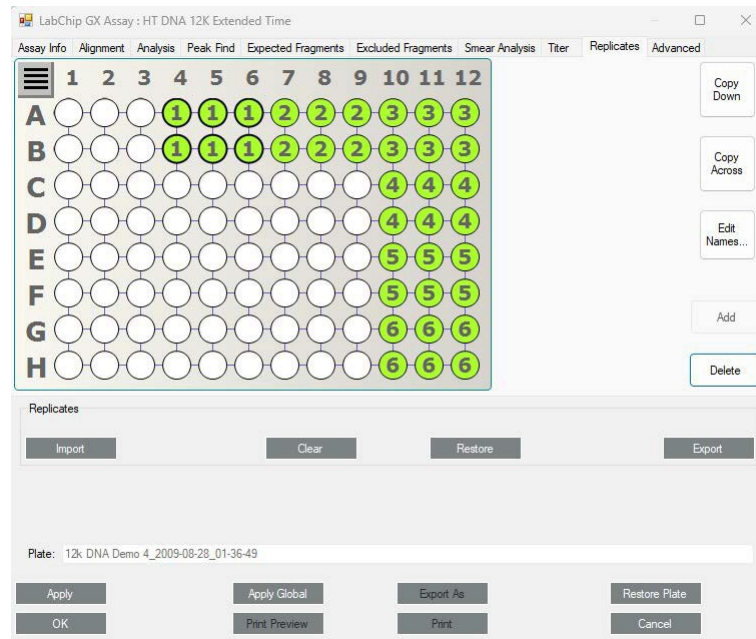 LabChip GX Assay : HT DNA 12K Extended Time
Assay Info Alignment Analysis Peak Find Expected Fragments Excluded Fragments Smear Analysis Titer Replicates Advanced
1 2 3 4 5 6 7 8 9 10 11 12
A 1 1 1 2 2 2 3 3 3
B 1 1 1 2 2 2 3 3 3
C 4 4 4
D 4 4 4
E 5 5 5
F 5 5 5
G 6 6 6
H 6 6 6
Copy
Down
Copy
Across
Edit
Names...
Add
Delete
Replicates
Import Clear Restore Export
Plate: 12k DNA Demo 4_2009-08-28_01-36-49
Apply Apply Global Export As Restore Plate
OK Print Preview Print Cancel